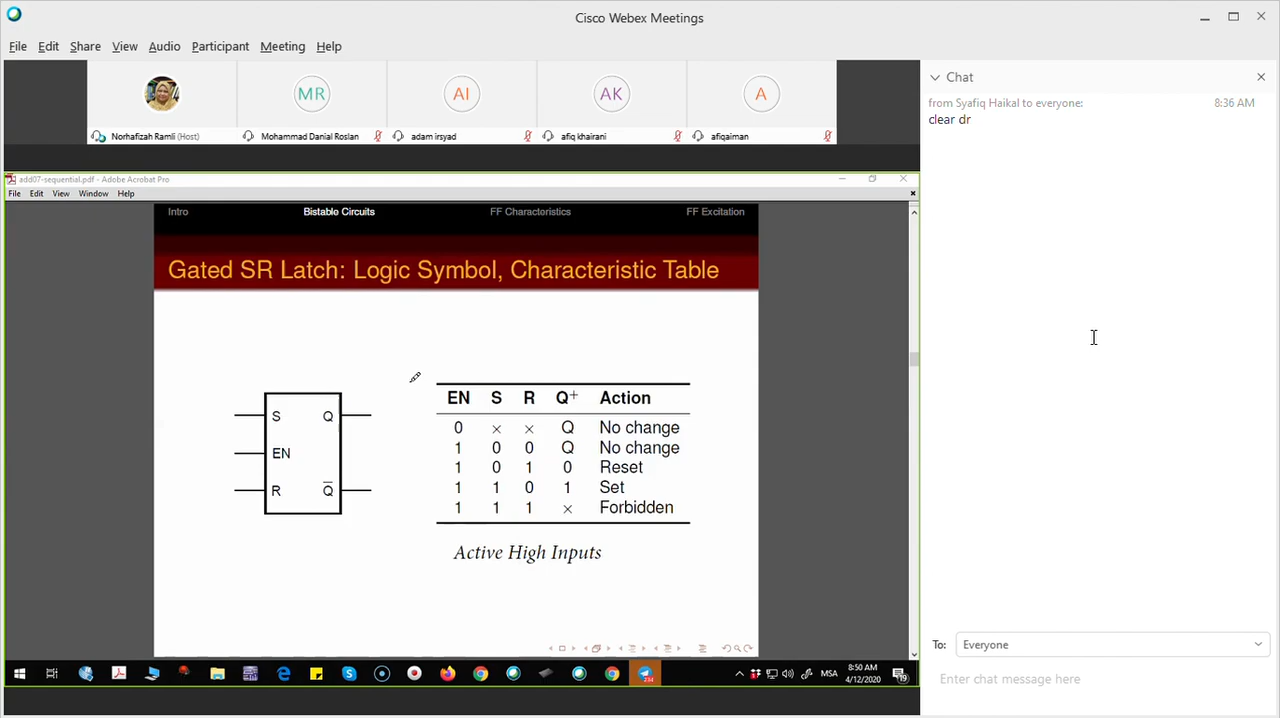 Cisco Webex Meetings
File Edit Share View Audio Participant Meeting Help
MR AI AK A
Norhafizah Ramli (Host) Mohammad Danial Roslan adam irsyad afiq khairani afiqaiman
Chat
from Syafiq Haikal to everyone: 8:36 AM
clear dr
add07-sequential.pdf - Adobe Acrobat Pro
File Edit View Window Help
Intro Bistable Circuits FF Characteristics FF Excitation
Gated SR Latch: Logic Symbol, Characteristic Table
S Q
EN
R Q̅
EN S R Q⁺ Action
0 × × Q No change
1 0 0 Q No change
1 0 1 0 Reset
1 1 0 1 Set
1 1 1 × Forbidden
Active High Inputs
To: Everyone
Enter chat message here
MSA 8:50 AM
4/12/2020